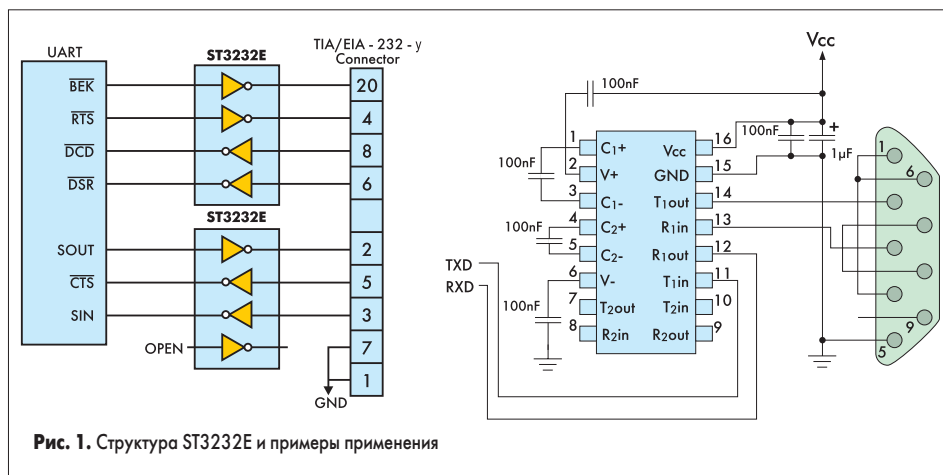 UART
ST3232E
TIA/EIA - 232 - y
Connector
BEK
RTS
DCD
DSR
20
4
8
6
ST3232E
SOUT
CTS
SIN
OPEN
2
5
3
7
1
GND
Vcc
100nF
100nF
+
1µF
100nF
100nF
100nF
1
2
3
4
5
6
7
8
C1+
V+
C1-
C2+
C2-
V-
T2out
R2in
Vcc
GND
T1out
R1in
R1out
T1in
T2in
R2out
16
15
14
13
12
11
10
9
TXD
RXD
1
6
9
5
Рис. 1. Структура ST3232E и примеры применения